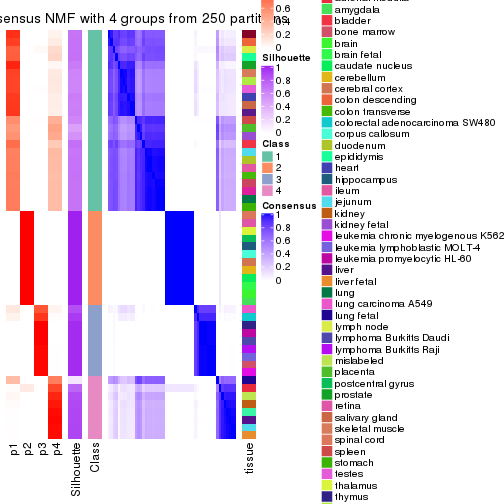 sensus NMF with 4 groups from 250 partitions
0.6
0.4
0
Silhouette
1
0.8
0.6
0.4
0.2
0
Class
1
2
3
4
Consensus
1
0.8
0.6
0.4
0.2
0
amygdala
bladder
bone marrow
brain
brain fetal
caudate nucleus
cerebellum
cerebral cortex
colon descending
colon transverse
colorectal adenocarcinoma SW480
corpus callosum
duodenum
epididymis
heart
hippocampus
ileum
jejunum
kidney
kidney fetal
leukemia chronic myelogenous K562
leukemia lymphoblastic MOLT-4
leukemia promyelocytic HL-60
liver
liver fetal
lung
lung carcinoma A549
lung fetal
lymph node
lymphoma Burkitts Daudi
lymphoma Burkitts Raji
mislabeled
placenta
postcentral gyrus
prostate
retina
salivary gland
skeletal muscle
spinal cord
spleen
stomach
testes
thalamus
thymus
p1
p2
p3
p4
Silhouette
Class
tissue